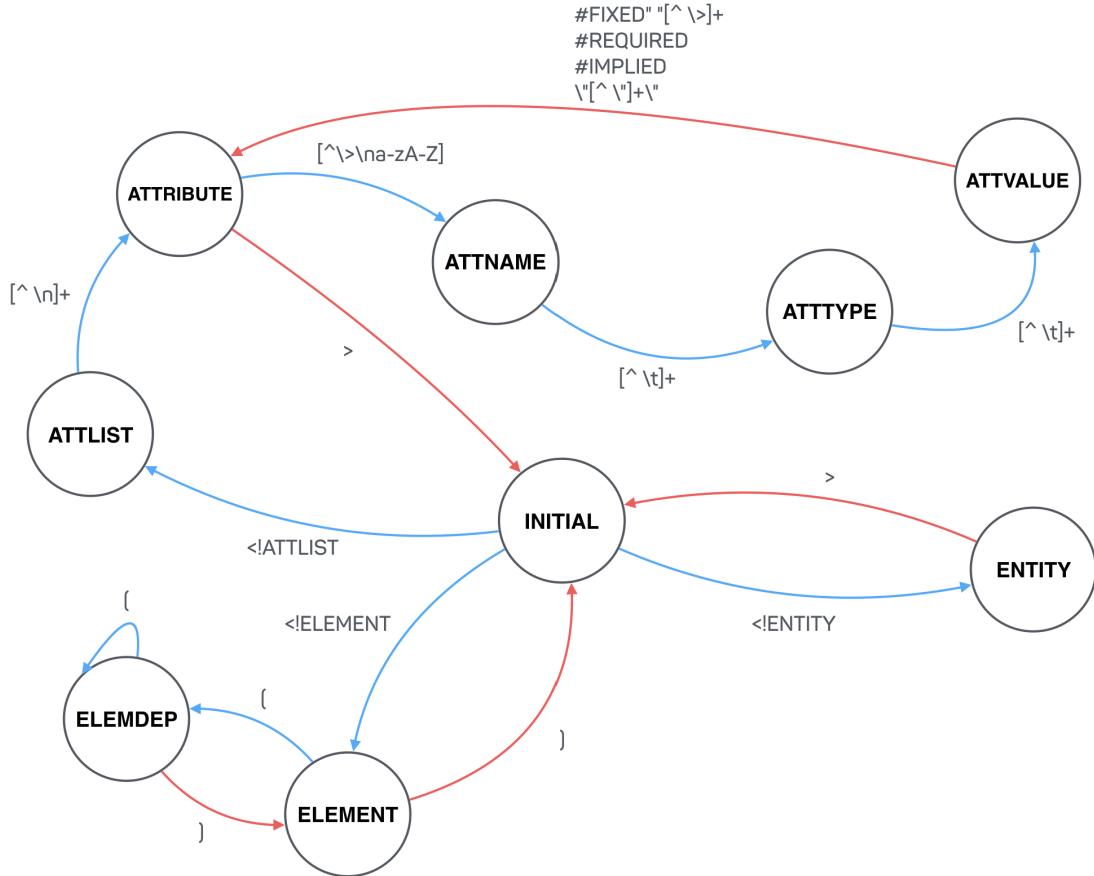 #FIXED" "[^ \>]+
#REQUIRED
#IMPLIED
\"[^ \"]+\"
[^\>\na-zA-Z]
ATTRIBUTE
ATTVALUE
ATTNAME
[^ \n]+
ATTTYPE
[^ \t]+
>
[^ \t]+
ATTLIST
>
INITIAL
<!ATTLIST
ENTITY
(
<!ELEMENT
<!ENTITY
(
ELEMDEP
)
)
ELEMENT